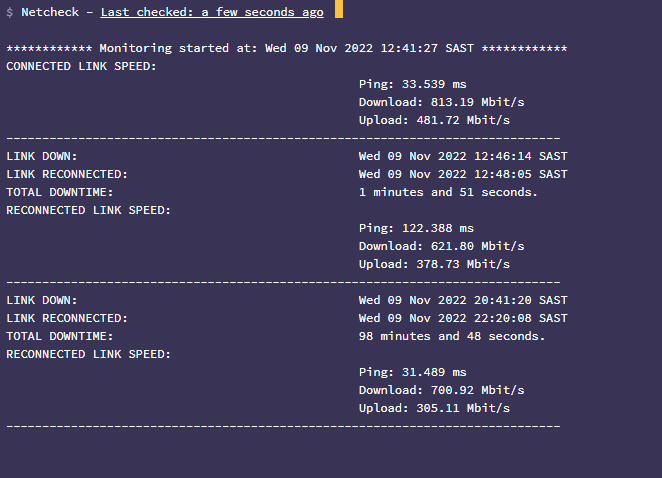 $ Netcheck – Last checked: a few seconds ago
************ Monitoring started at: Wed 09 Nov 2022 12:41:27 SAST ************
CONNECTED LINK SPEED:
Ping: 33.539 ms
Download: 813.19 Mbit/s
Upload: 481.72 Mbit/s
-----------------------------------------------------------------------------
LINK DOWN: Wed 09 Nov 2022 12:46:14 SAST
LINK RECONNECTED: Wed 09 Nov 2022 12:48:05 SAST
TOTAL DOWNTIME: 1 minutes and 51 seconds.
RECONNECTED LINK SPEED:
Ping: 122.388 ms
Download: 621.80 Mbit/s
Upload: 378.73 Mbit/s
-----------------------------------------------------------------------------
LINK DOWN: Wed 09 Nov 2022 20:41:20 SAST
LINK RECONNECTED: Wed 09 Nov 2022 22:20:08 SAST
TOTAL DOWNTIME: 98 minutes and 48 seconds.
RECONNECTED LINK SPEED:
Ping: 31.489 ms
Download: 700.92 Mbit/s
Upload: 305.11 Mbit/s
-----------------------------------------------------------------------------